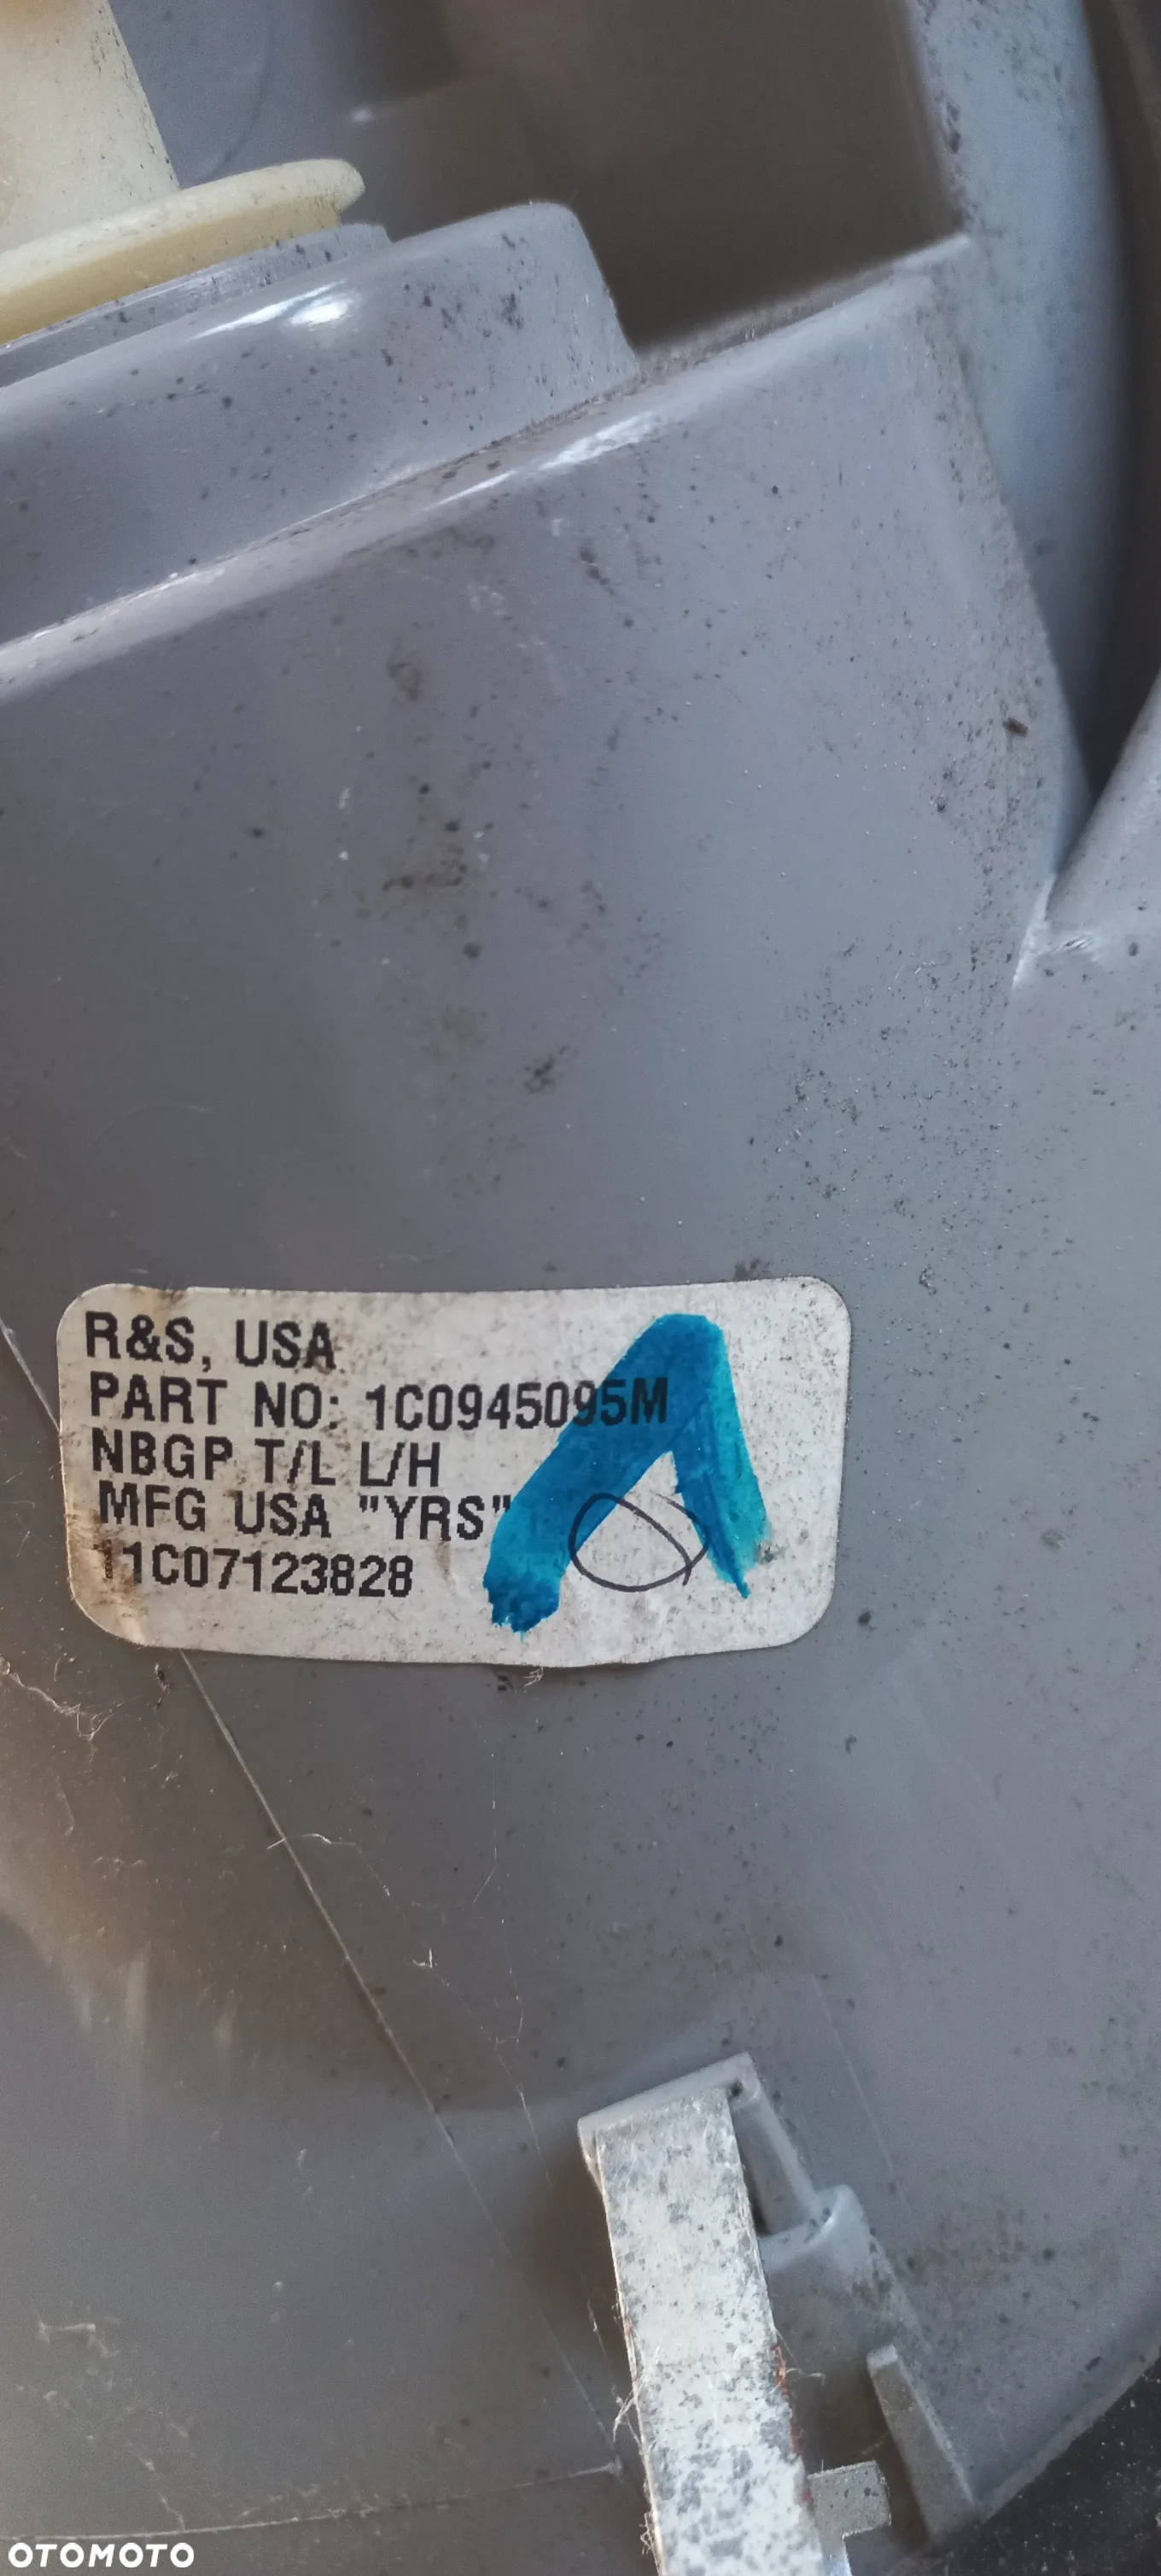 R&S, USA
PART NO: 1C0945095M
NBGP T/L L/H
MFG USA "YRS"
11C07123828
OTOMOTO